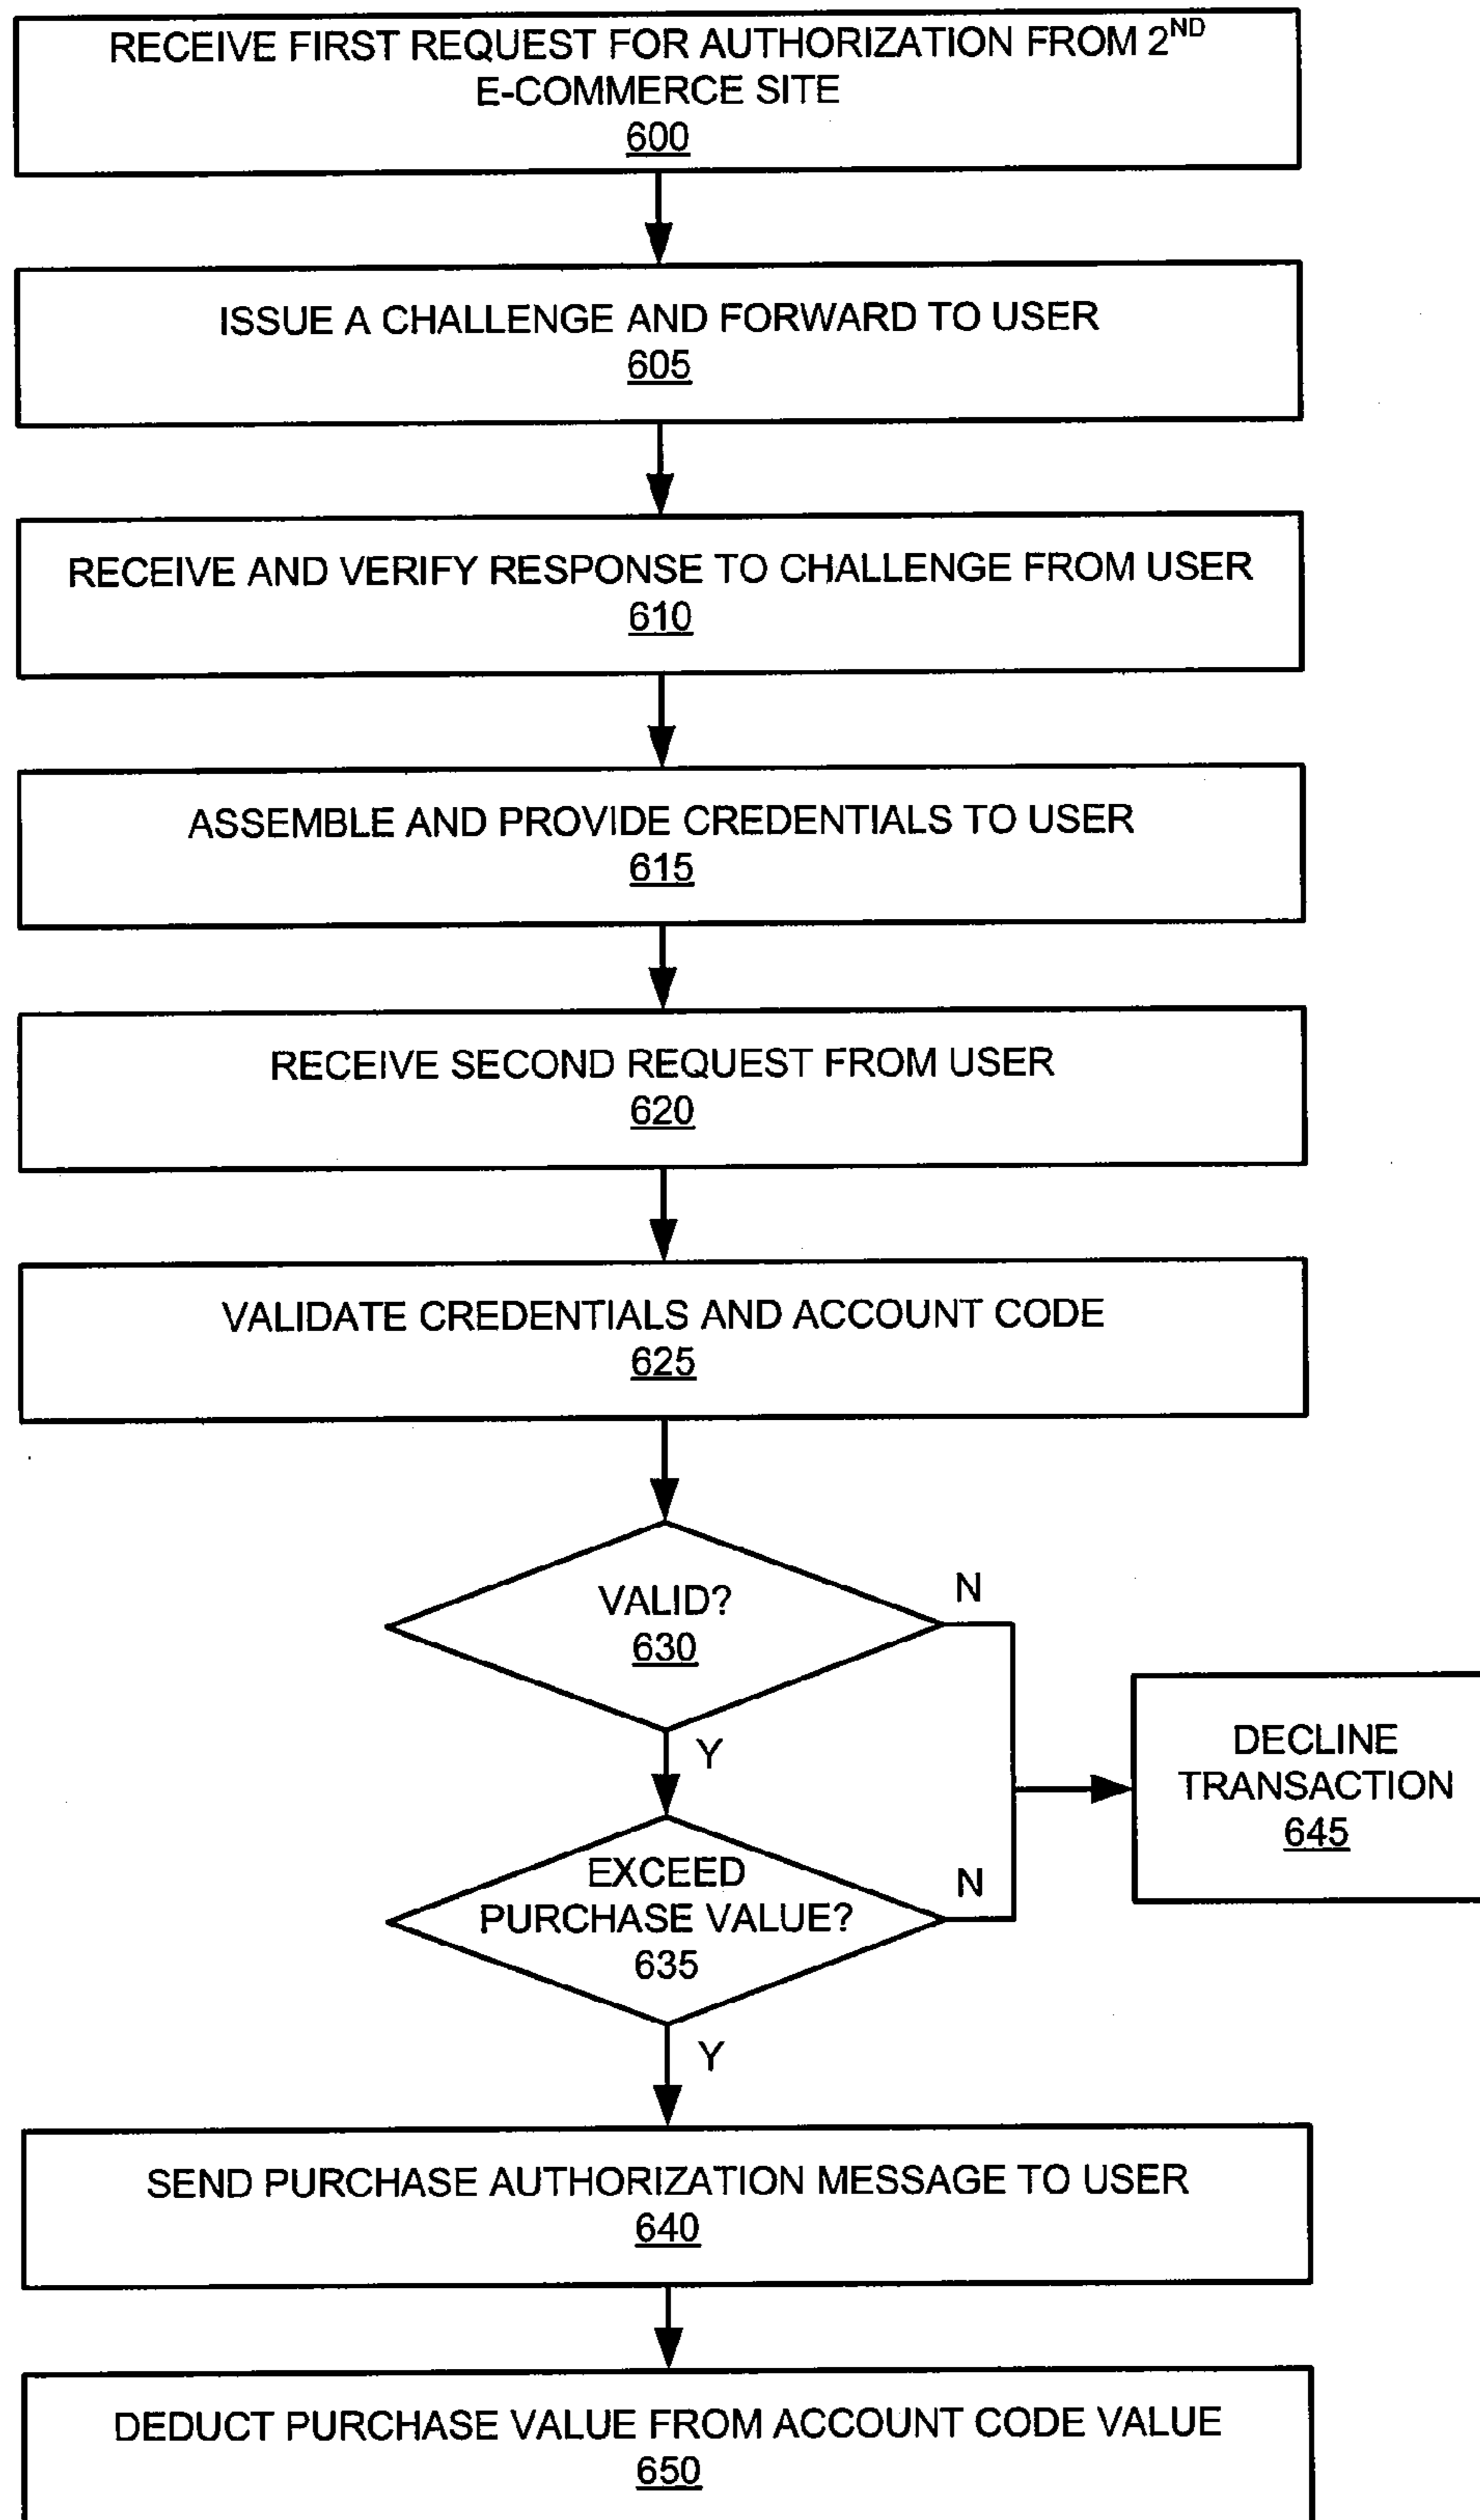 RECEIVE FIRST REQUEST FOR AUTHORIZATION FROM 2ND
E-COMMERCE SITE
600
ISSUE A CHALLENGE AND FORWARD TO USER
605
RECEIVE AND VERIFY RESPONSE TO CHALLENGE FROM USER
610
ASSEMBLE AND PROVIDE CREDENTIALS TO USER
615
RECEIVE SECOND REQUEST FROM USER
620
VALIDATE CREDENTIALS AND ACCOUNT CODE
625
VALID?
630
N
Y
DECLINE
TRANSACTION
645
EXCEED
PURCHASE VALUE?
635
N
Y
SEND PURCHASE AUTHORIZATION MESSAGE TO USER
640
DEDUCT PURCHASE VALUE FROM ACCOUNT CODE VALUE
650